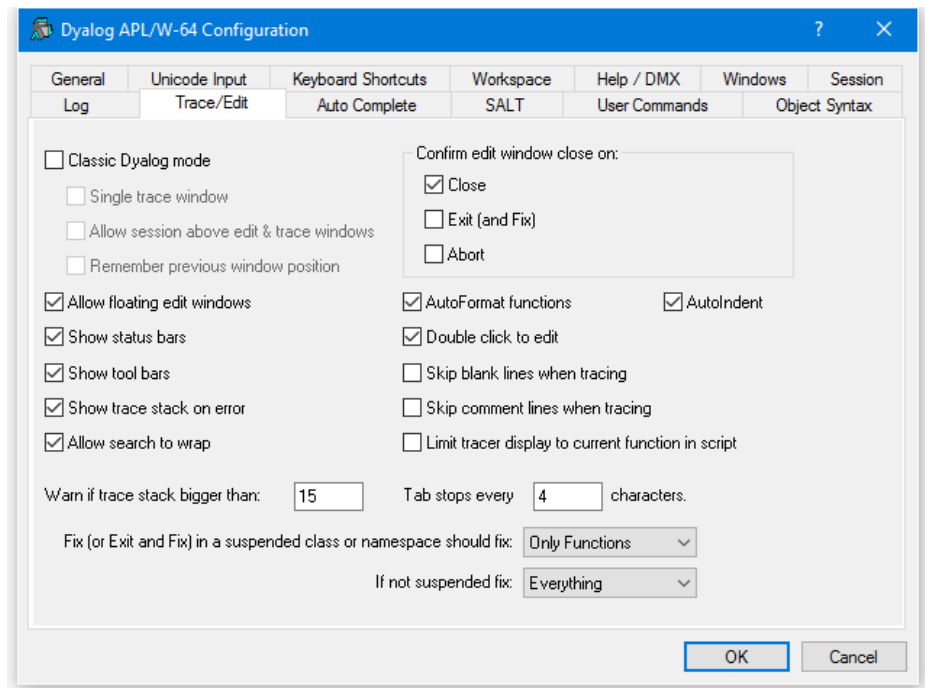 Dyalog APL/W-64 Configuration
?
General Unicode Input Keyboard Shortcuts Workspace Help / DMX Windows Session
Log Trace/Edit Auto Complete SALT User Commands Object Syntax
Classic Dyalog mode
Single trace window
Allow session above edit & trace windows
Remember previous window position
Confirm edit window close on:
Close
Exit (and Fix)
Abort
Allow floating edit windows
AutoFormat functions
AutoIndent
Show status bars
Double click to edit
Show tool bars
Skip blank lines when tracing
Show trace stack on error
Skip comment lines when tracing
Allow search to wrap
Limit tracer display to current function in script
Warn if trace stack bigger than: 15
Tab stops every 4 characters.
Fix (or Exit and Fix) in a suspended class or namespace should fix: Only Functions
If not suspended fix: Everything
OK
Cancel